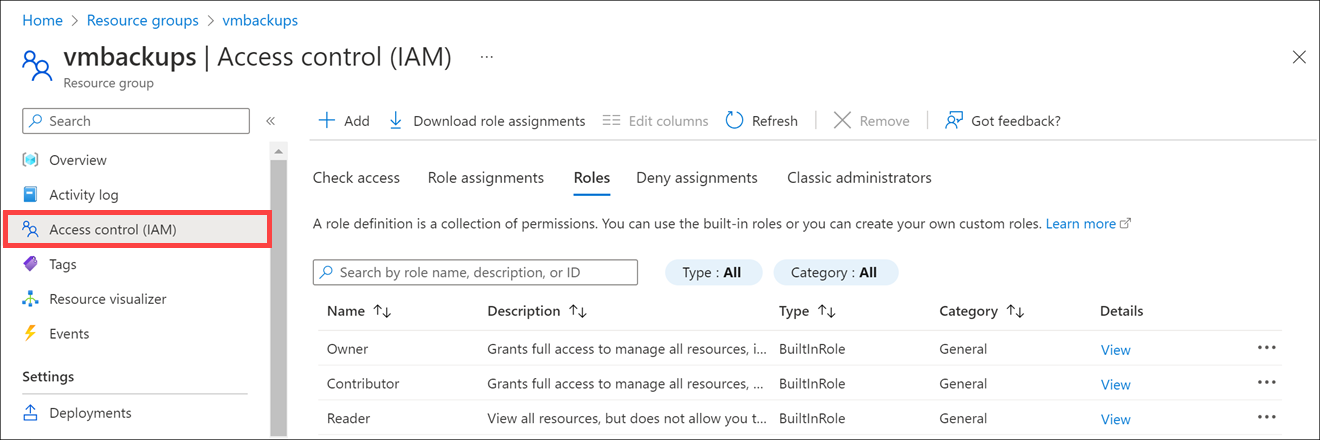 Home > Resource groups > vmbackups
vmbackups | Access control (IAM) ...
Resource group
Search
Overview
Activity log
Access control (IAM)
Tags
Resource visualizer
Events
Settings
Deployments
Add Download role assignments Edit columns Refresh Remove Got feedback?
Check access Role assignments Roles Deny assignments Classic administrators
A role definition is a collection of permissions. You can use the built-in roles or you can create your own custom roles. Learn more
Search by role name, description, or ID Type : All Category : All
Name Description Type Category Details
Owner Grants full access to manage all resources, i... BuiltInRole General View ...
Contributor Grants full access to manage all resources, ... BuiltInRole General View ...
Reader View all resources, but does not allow you t... BuiltInRole General View ...